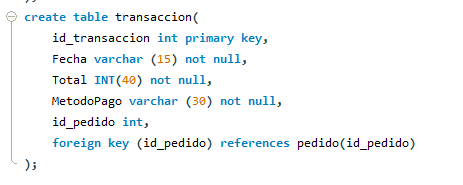 );
create table transaccion(
id_transaccion int primary key,
Fecha varchar (15) not null,
Total INT(40) not null,
MetodoPago varchar (30) not null,
id_pedido int,
foreign key (id_pedido) references pedido(id_pedido)
);